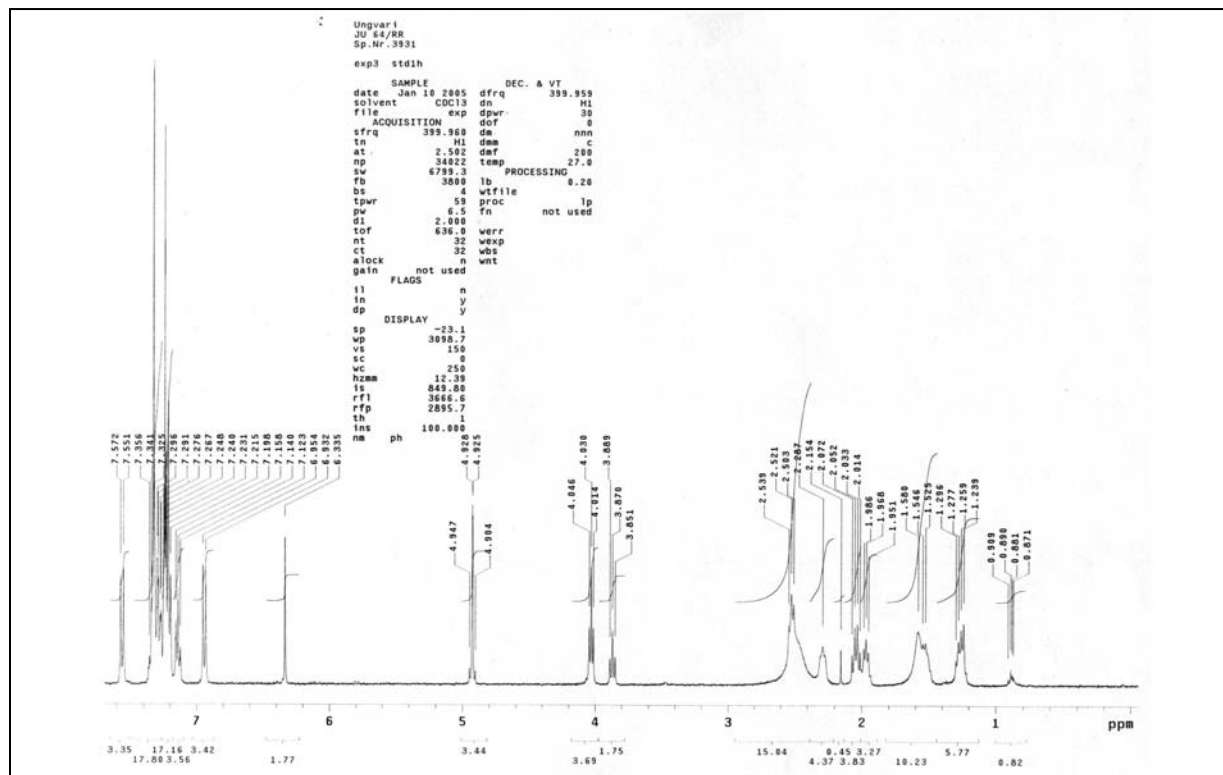 Ungvari
JU 64/RR
Sp.Nr.3931
exp3 std1h
SAMPLE DEC. & VT
date Jan 10 2005 dfrq 399.959
solvent CDCl3 dn H1
file exp dpwr 30
ACQUISITION dof 0
sfrq 399.960 dm nnn
tn H1 dmm c
at 2.502 dmf 200
np 34022 temp 27.0
sw 6799.3 PROCESSING
fb 3800 lb 0.20
bs 4 wtfile
tpwr 59 proc lp
pw 6.5 fn not used
d1 2.000
tof 636.0 werr
nt 32 wexp
ct 32 wbs
alock n wnt
gain not used
FLAGS
il n
in y
dp y
DISPLAY
sp -23.1
wp 3098.7
vs 150
sc 0
wc 250
hzmm 12.39
is 849.80
rfl 3666.6
rfp 2895.7
th 1
ins 100.000
nm ph
7.572 7.551 7.356 7.341 7.325 7.296 7.291 7.276 7.267 7.248 7.240 7.231 7.215 7.198 7.158 7.140 7.123 6.954 6.932 6.335
4.928 4.925
4.947 4.904
4.030
4.046 4.014
3.889
3.870
3.851
2.539 2.521 2.503 2.287 2.154 2.072 2.052 2.033 2.014
1.986 1.968 1.951
1.580 1.546 1.525 1.296 1.277 1.259 1.239
0.909 0.890 0.881 0.871
7 6 5 4 3 2 1 ppm
3.35 17.16 3.42 3.44 1.75 15.04 0.45 3.27 5.77
17.80 3.56 1.77 3.69 4.37 3.83 10.23 0.82